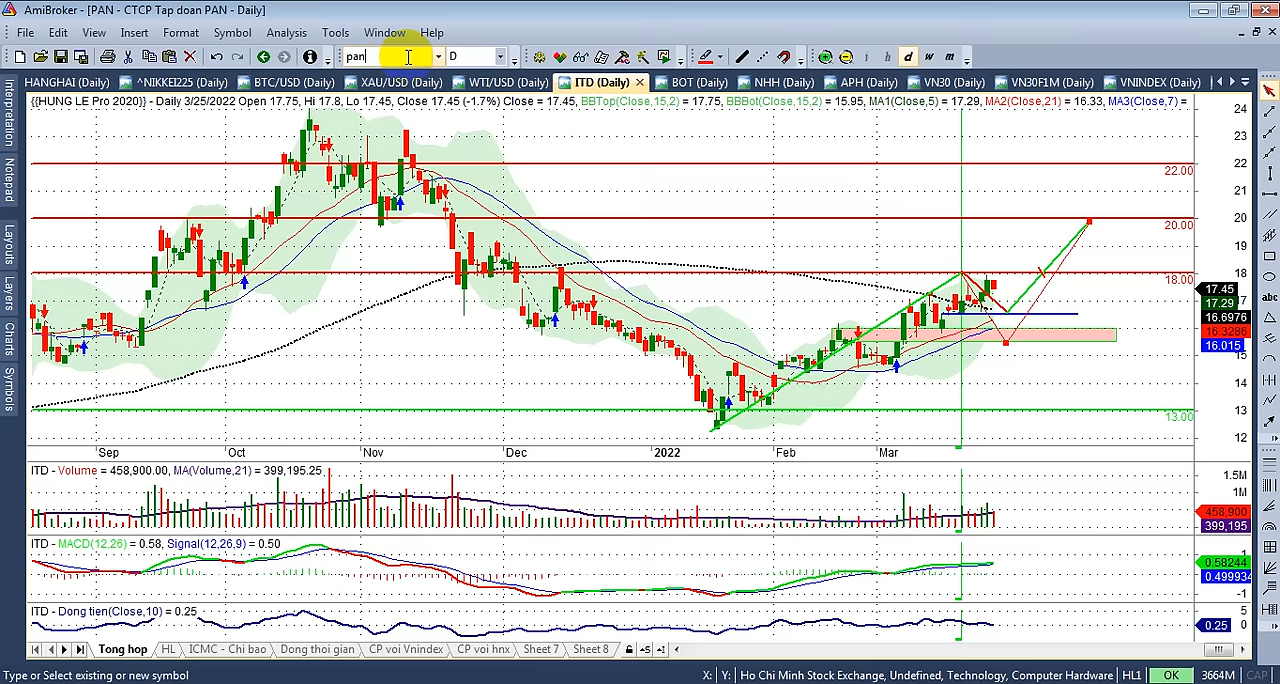 AmiBroker - [PAN - CTCP Tap doan PAN - Daily]
File Edit View Insert Format Symbol Analysis Tools Window Help
pan D i h d w m
HANGHAI (Daily) ^NIKKEI225 (Daily) BTC/USD (Daily) XAU/USD (Daily) WTI/USD (Daily) ITD (Daily) BOT (Daily) NHH (Daily) APH (Daily) VN30 (Daily) VN30F1M (Daily) VNINDEX (Daily)
Interpretation
Notepad
Layouts
Layers
Charts
Symbols
{{HUNG LE Pro 2020}} - Daily 3/25/2022 Open 17.75, Hi 17.8, Lo 17.45, Close 17.45 (-1.7%) Close = 17.45, BBTop(Close,15,2) = 17.75, BBBot(Close,15,2) = 15.95, MA1(Close,5) = 17.29, MA2(Close,21) = 16.33, MA3(Close,7) =
24
23
22
22.00
21
20
20.00
19
18
18.00
17.45
17.29
16.6976
16.3286
16.015
15
14
13
13.00
12
abc
Sep Oct Nov Dec 2022 Feb Mar
ITD - Volume = 458,900.00, MA(Volume,21) = 399,195.25
1.5M
1M
458,900
399,195
ITD - MACD(12,26) = 0.58, Signal(12,26,9) = 0.50
1
0.58244
0.499934
-1
ITD - Dong tien(Close,10) = 0.25
5
0.25 0
Tong hop HL ICMC - Chi bao Dong thoi gian CP voi Vnindex CP voi hnx Sheet 7 Sheet 8
Type or Select existing or new symbol X: Y: Ho Chi Minh Stock Exchange, Undefined, Technology, Computer Hardware HL1 OK 3664M CAP